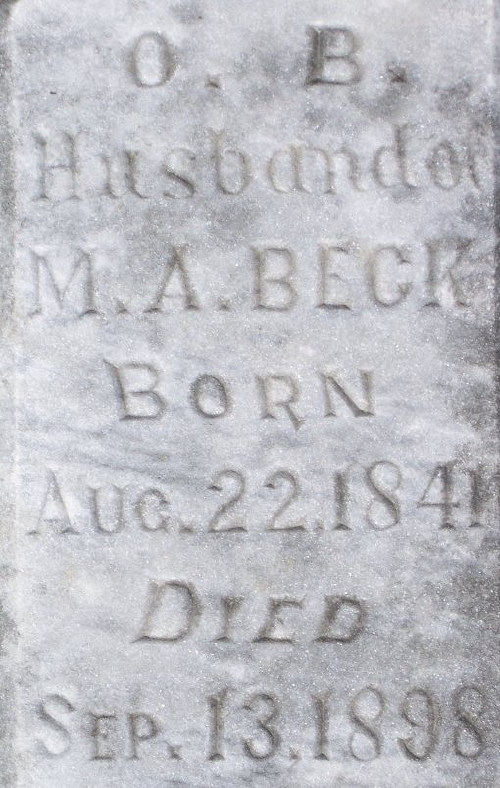 O. B.
Husband of
M. A. BECK
BORN
AUG. 22. 1841
DIED
SEP. 13. 1898